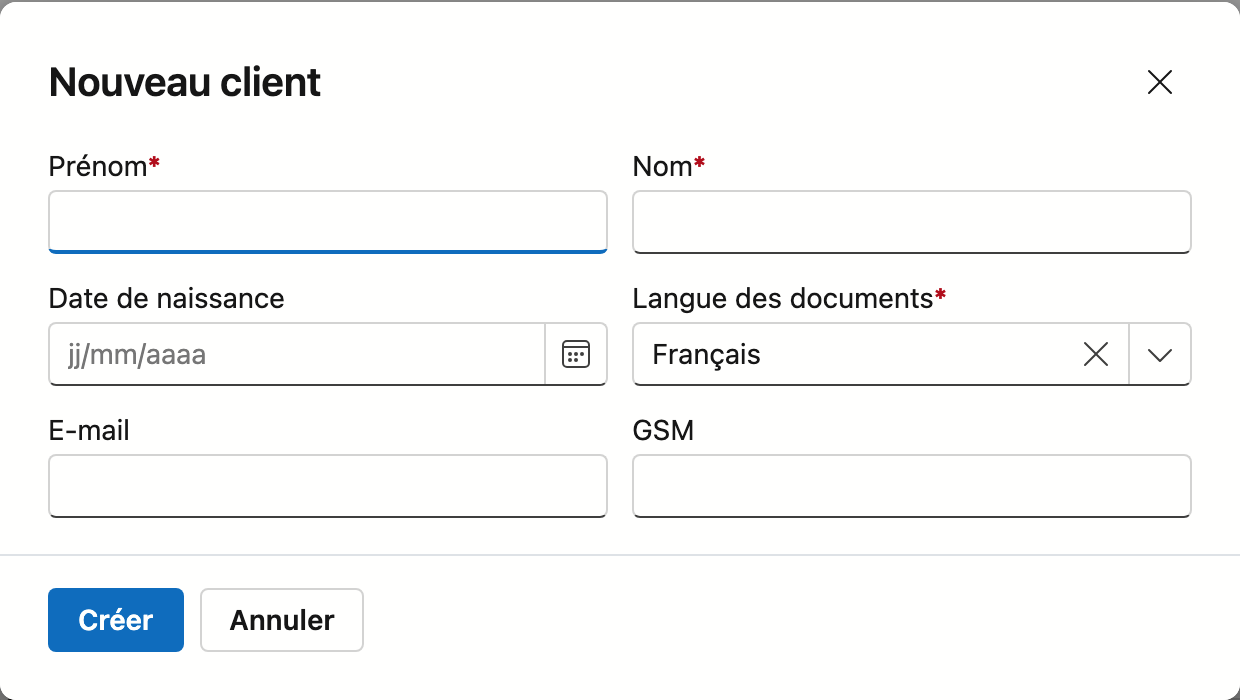 Nouveau client
Prénom* Nom*
Date de naissance Langue des documents*
jj/mm/aaaa Français
E-mail GSM
Créer Annuler